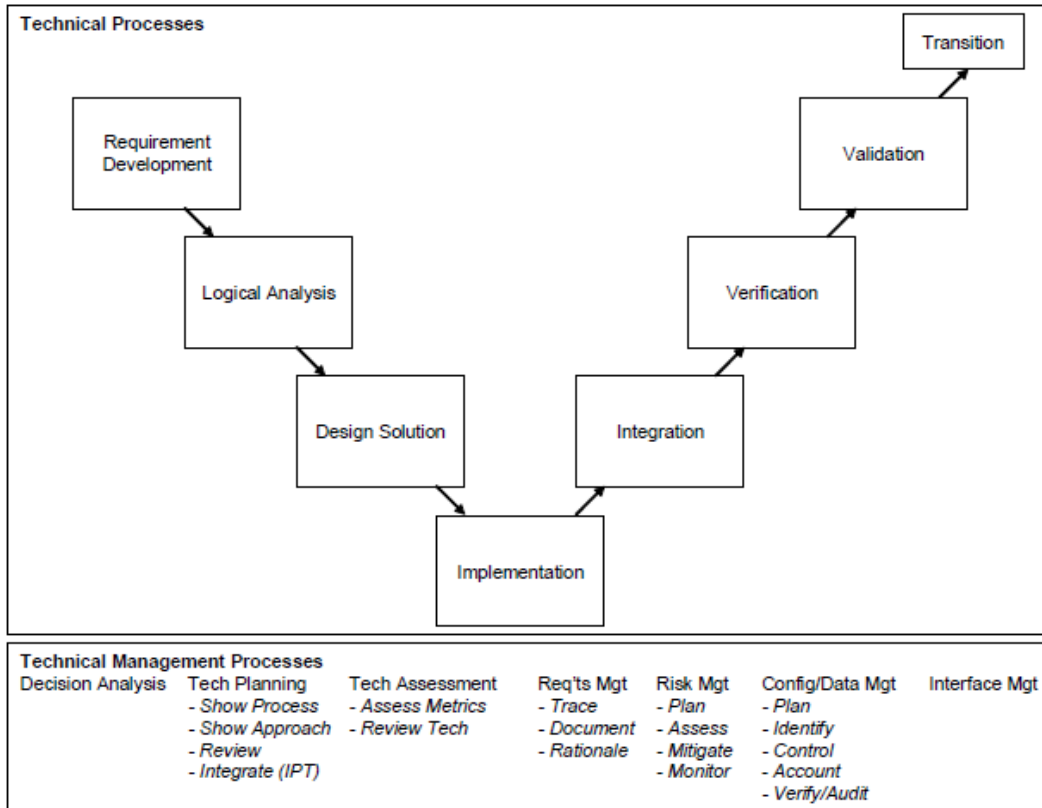 Technical Processes
Transition
Requirement
Development
Validation
Logical Analysis
Verification
Design Solution
Integration
Implementation
Technical Management Processes
Decision Analysis
Tech Planning
- Show Process
- Show Approach
- Review
- Integrate (IPT)
Tech Assessment
- Assess Metrics
- Review Tech
Req'ts Mgt
- Trace
- Document
- Rationale
Risk Mgt
- Plan
- Assess
- Mitigate
- Monitor
Config/Data Mgt
- Plan
- Identify
- Control
- Account
- Verify/Audit
Interface Mgt